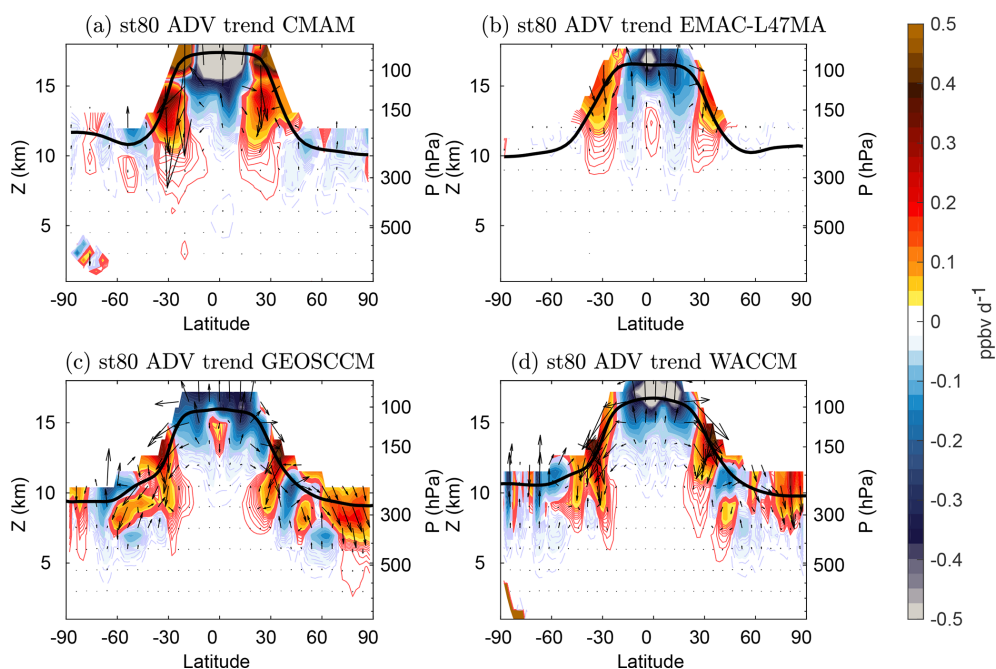 (a) st80 ADV trend CMAM
(b) st80 ADV trend EMAC-L47MA
15
10
5
Z (km)
100
150
300
500
P (hPa)
-90 -60 -30 0 30 60 90
Latitude
15
10
5
Z (km)
100
150
300
500
P (hPa)
-90 -60 -30 0 30 60 90
Latitude
(c) st80 ADV trend GEOSCCM
(d) st80 ADV trend WACCM
15
10
5
Z (km)
100
150
300
500
P (hPa)
-90 -60 -30 0 30 60 90
Latitude
15
10
5
Z (km)
100
150
300
500
P (hPa)
-90 -60 -30 0 30 60 90
Latitude
0.5
0.4
0.3
0.2
0.1
0
-0.1
-0.2
-0.3
-0.4
-0.5
ppbv d⁻¹